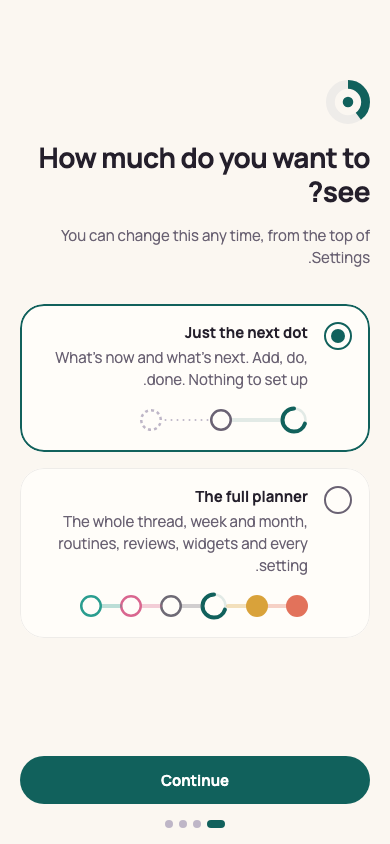 How much do you want to
see?
You can change this any time, from the top of
Settings.
Just the next dot
What's now and what's next. Add, do,
done. Nothing to set up.
The full planner
The whole thread, week and month,
routines, reviews, widgets and every
setting.
Continue